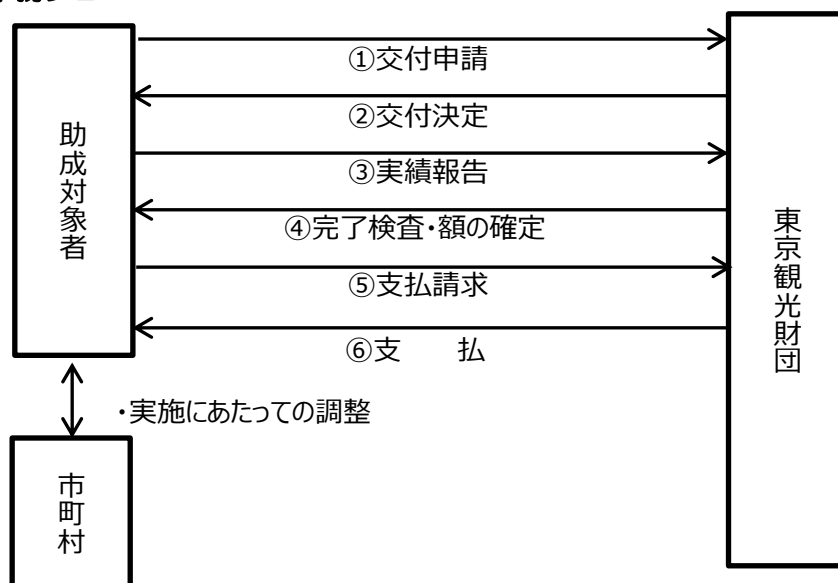 ①交付申請
②交付決定
③実績報告
④完了検査・額の確定
⑤支払請求
⑥支　　払
助成対象者
東京観光財団
・実施にあたっての調整
市町村